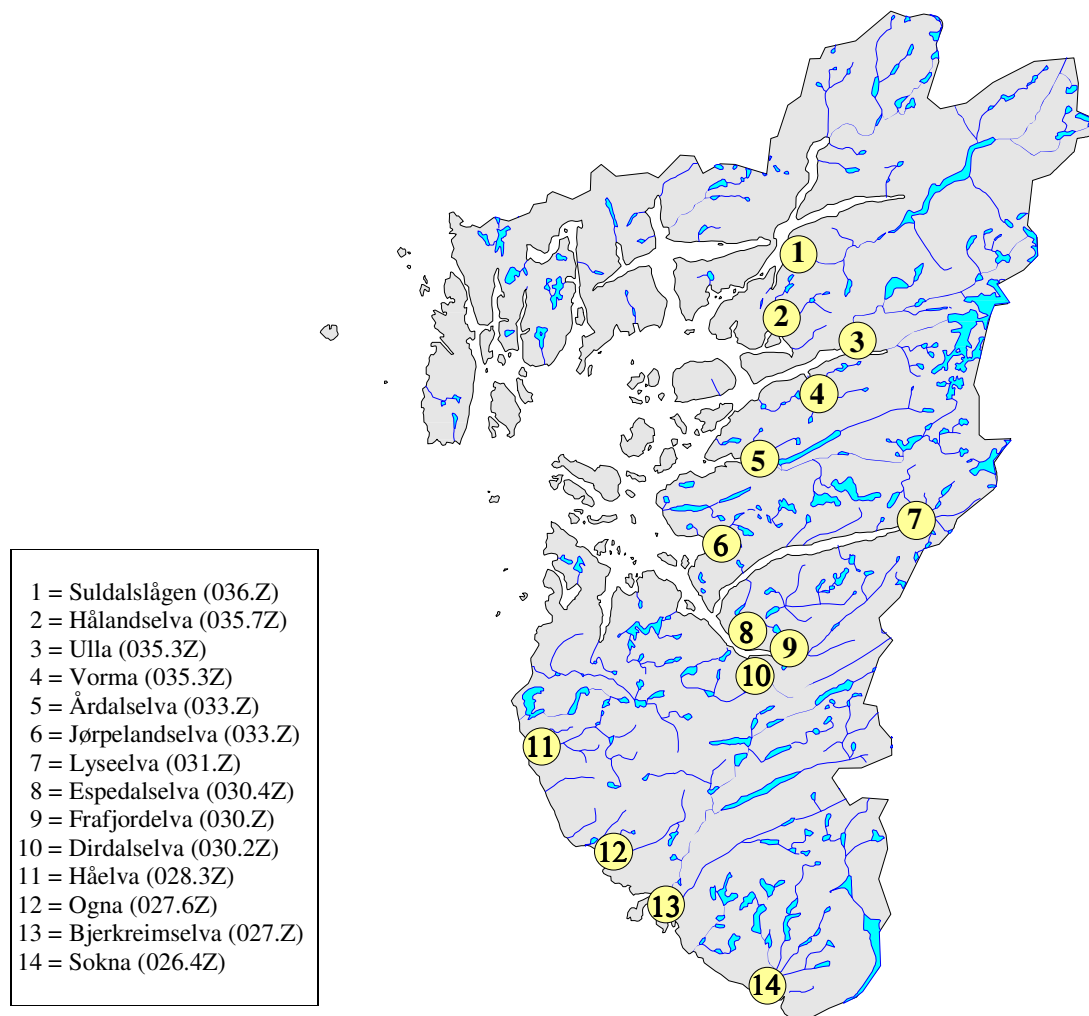 1 = Suldalslågen (036.Z)
2 = Hålandselva (035.7Z)
3 = Ulla (035.3Z)
4 = Vorma (035.3Z)
5 = Årdalselva (033.Z)
6 = Jørpelandselva (033.Z)
7 = Lyseelva (031.Z)
8 = Espedalselva (030.4Z)
9 = Frafjordelva (030.Z)
10 = Dirdalselva (030.2Z)
11 = Håelva (028.3Z)
12 = Ogna (027.6Z)
13 = Bjerkreimselva (027.Z)
14 = Sokna (026.4Z)
1
2
3
4
5
6
7
8
9
10
11
12
13
14